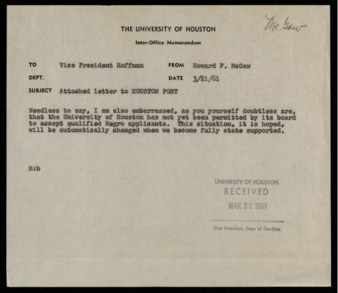 McGaw
THE UNIVERSITY OF HOUSTON
Inter-Office Memorandum
TO Vice President Hoffman FROM Howard F. McGaw
DEPT. DATE 3/21/61
SUBJECT Attached letter to HOUSTON POST
Needless to say, I am also embarrassed, as you yourself doubtless are,
that the University of Houston has not yet been permitted by its board
to accept qualified Negro applicants. This situation, it is hoped,
will be automatically changed when we become fully state supported.
M:b
UNIVERSITY OF HOUSTON
RECEIVED
MAR 22 1961
Vice President, Dean of Faculties